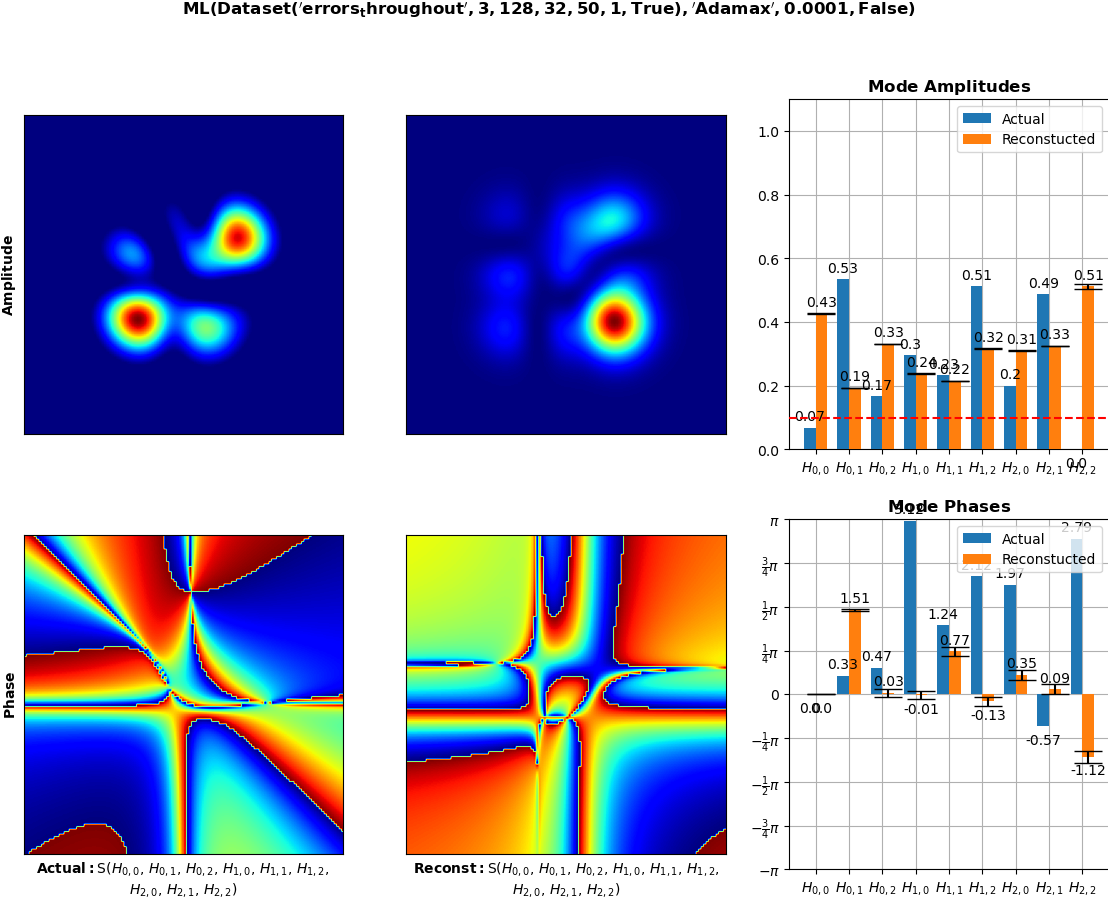 ML(Dataset('errors_throughout', 3, 128, 32, 50, 1, True), 'Adamax', 0.0001, False)
Mode Amplitudes
Amplitude
1.0
0.8
0.6
0.4
0.2
0.0
Actual
Reconstucted
0.07
0.43
0.53
0.19
0.17
0.33
0.3
0.24
0.23
0.22
0.51
0.32
0.2
0.31
0.49
0.33
0.0
0.51
H0,0 H0,1 H0,2 H1,0 H1,1 H1,2 H2,0 H2,1 H2,2
Mode Phases
Phase
π
3/4π
1/2π
1/4π
0
−1/4π
−1/2π
−3/4π
−π
Actual
Reconstucted
0.0
0.0
0.33
1.51
0.47
0.03
3.12
-0.01
1.24
0.77
2.12
-0.13
1.97
0.35
-0.57
0.09
2.79
-1.12
H0,0 H0,1 H0,2 H1,0 H1,1 H1,2 H2,0 H2,1 H2,2
Actual: S(H0,0, H0,1, H0,2, H1,0, H1,1, H1,2,
H2,0, H2,1, H2,2)
Reconst: S(H0,0, H0,1, H0,2, H1,0, H1,1, H1,2,
H2,0, H2,1, H2,2)